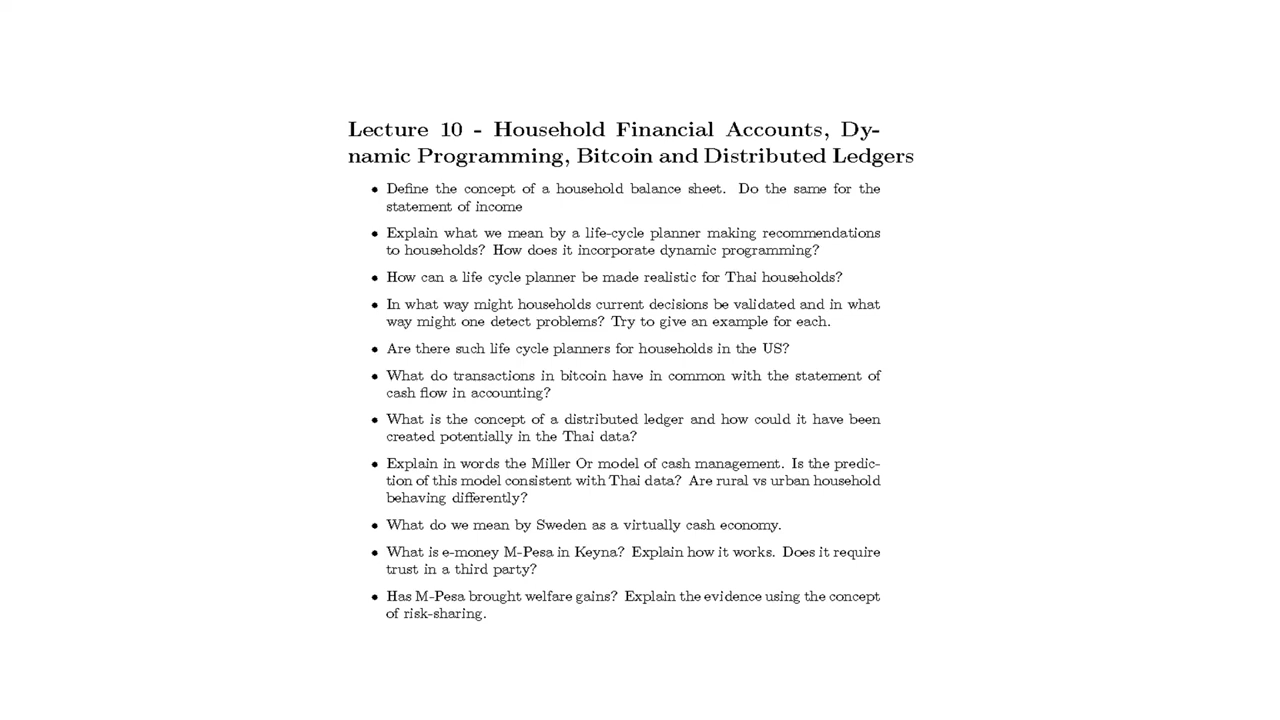 Lecture 10 - Household Financial Accounts, Dy-
namic Programming, Bitcoin and Distributed Ledgers
• Define the concept of a household balance sheet. Do the same for the
statement of income
• Explain what we mean by a life-cycle planner making recommendations
to households? How does it incorporate dynamic programming?
• How can a life cycle planner be made realistic for Thai households?
• In what way might households current decisions be validated and in what
way might one detect problems? Try to give an example for each.
• Are there such life cycle planners for households in the US?
• What do transactions in bitcoin have in common with the statement of
cash flow in accounting?
• What is the concept of a distributed ledger and how could it have been
created potentially in the Thai data?
• Explain in words the Miller Or model of cash management. Is the predic-
tion of this model consistent with Thai data? Are rural vs urban household
behaving differently?
• What do we mean by Sweden as a virtually cash economy.
• What is e-money M-Pesa in Keyna? Explain how it works. Does it require
trust in a third party?
• Has M-Pesa brought welfare gains? Explain the evidence using the concept
of risk-sharing.